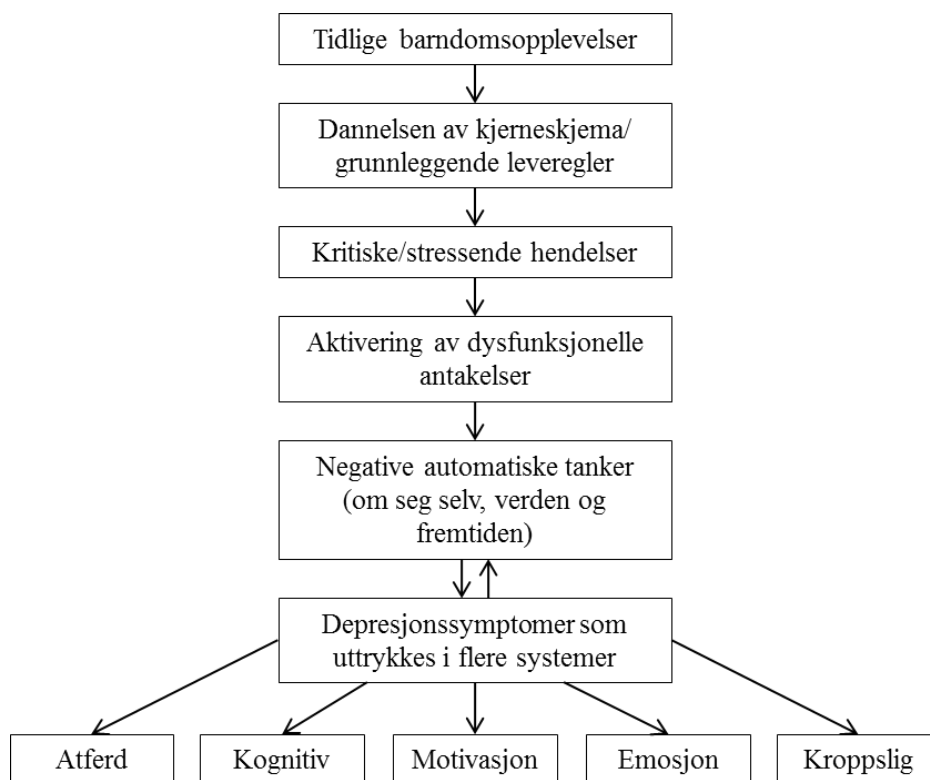 Tidlige barndomsopplevelser
Dannelsen av kjerneskjema/
grunnleggende leveregler
Kritiske/stressende hendelser
Aktivering av dysfunksjonelle
antakelser
Negative automatiske tanker
(om seg selv, verden og
fremtiden)
Depresjonssymptomer som
uttrykkes i flere systemer
Atferd
Kognitiv
Motivasjon
Emosjon
Kroppslig